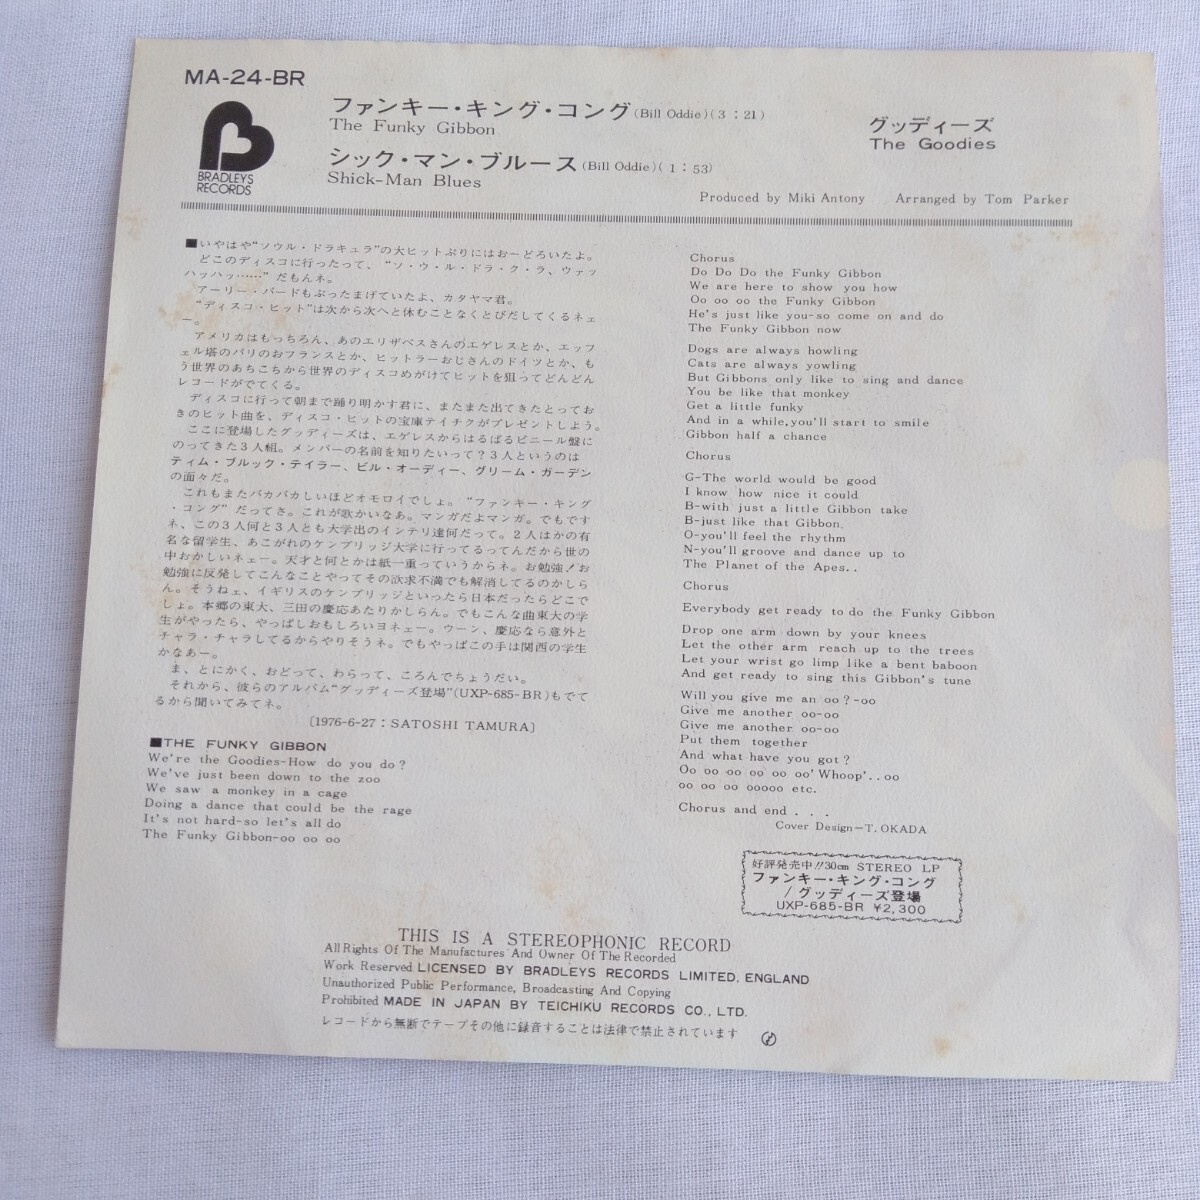 MA-24-BR
BRADLEYS
RECORDS
ファンキー・キング・コング (Bill Oddie) (3：21)
The Funky Gibbon
シック・マン・ブルース (Bill Oddie) (1：53)
Shick-Man Blues
グッディーズ
The Goodies
Produced by Miki Antony Arranged by Tom Parker
■いやはや“ソウル・ドラキュラ”の大ヒットぶりにはおーどろいたよ。
どこのディスコに行ったって、“ソ・ウ・ル・ド・ラ・ク・ラ、ウァッ
ハッハッ……”だもんネ。
アーリー・バードもぶったまげていたよ、カタヤマ君。
“ディスコ・ヒット”は次から次へと休むことなくとびだしてくるネェ
ー。
アメリカはもっちろん、あのエリザベスさんのエゲレスとか、エッフ
ェル塔のパリのおフランスとか、ヒットラーおじさんのドイツとか、も
う世界のあちこちから世界のディスコめがけてヒットを狙ってどんどん
レコードがでてくる。
ディスコに行って朝まで踊り明かす君に、またまた出てきたとってお
きのヒット曲を、ディスコ・ヒットの宝庫テイチクがプレゼントしよう。
ここに登場したグッディーズは、エゲレスからはるばるビニール盤に
のってきた3人組。メンバーの名前を知りたいって？3人というのは
ティム・ブルック・テイラー、ビル・オーディー、グリーム・ガーデン
の面々だ。
これもまたバカバカしいほどオモロイでしょ。“ファンキー・キング
・コング”だってさ。これが歌かいなあ。マンガだよマンガ。でもです
ネ、この3人何と3人とも大学出のインテリ達何だって。2人はかの有
名な留学生、あこがれのケンブリッジ大学に行ってるってんだから世の
中おかしいネェー。天才と何とかは紙一重っていうからネ。お勉強！お
勉強に反発してこんなことやってその欲求不満でも解消してるのかしら
ん。そうねェ、イギリスのケンブリッジといったら日本だったらどこで
しょ。本郷の東大、三田の慶応あたりかしらん。でもこんな曲東大の学
生がやったら、やっぱしおもしろいヨネェー。ウーン、慶応なら意外と
チャラ・チャラしてるからやりそうネ。でもやっぱこの手は関西の学生
かなあー。
ま、とにかく、おどって、わらって、ころんでちょうだい。
それから、彼らのアルバム“グッディーズ登場”(UXP-685-BR)もでて
るから聞いてみてネ。
〔1976-6-27：SATOSHI TAMURA〕
■THE FUNKY GIBBON
We're the Goodies-How do you do?
We've just been down to the zoo
We saw a monkey in a cage
Doing a dance that could be the rage
It's not hard-so let's all do
The Funky Gibbon-oo oo oo
Chorus
Do Do Do the Funky Gibbon
We are here to show you how
Oo oo oo the Funky Gibbon
He's just like you-so come on and do
The Funky Gibbon now
Dogs are always howling
Cats are always yowling
But Gibbons only like to sing and dance
You be like that monkey
Get a little funky
And in a while, you'll start to smile
Gibbon half a chance
Chorus
G-The world would be good
I know how nice it could
B-with just a little Gibbon take
B-just like that Gibbon
O-you'll feel the rhythm
N-you'll groove and dance up to
The Planet of the Apes..
Chorus
Everybody get ready to do the Funky Gibbon
Drop one arm down by your knees
Let the other arm reach up to the trees
Let your wrist go limp like a bent baboon
And get ready to sing this Gibbon's tune
Will you give me an oo?-oo
Give me another oo-oo
Give me another oo-oo
Put them together
And what have you got?
Oo oo oo oo oo oo' Whoop'..oo
oo oo oo ooooo etc.
Chorus and end . . .
Cover Design—T. OKADA
好評発売中!!30cm STEREO LP
ファンキー・キング・コング
/グッディーズ登場
UXP-685-BR ¥2,300
THIS IS A STEREOPHONIC RECORD
All Rights Of The Manufactures And Owner Of The Recorded
Work Reserved LICENSED BY BRADLEYS RECORDS LIMITED, ENGLAND
Unauthorized Public Performance, Broadcasting And Copying
Prohibited MADE IN JAPAN BY TEICHIKU RECORDS CO., LTD.
レコードから無断でテープその他に録音することは法律で禁止されています